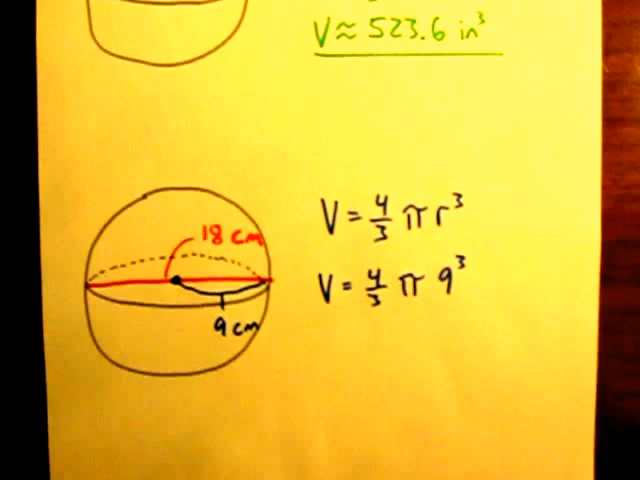 V ≈ 523.6 in³
18 cm
9 cm
V = 4/3 π r³
V = 4/3 π 9³